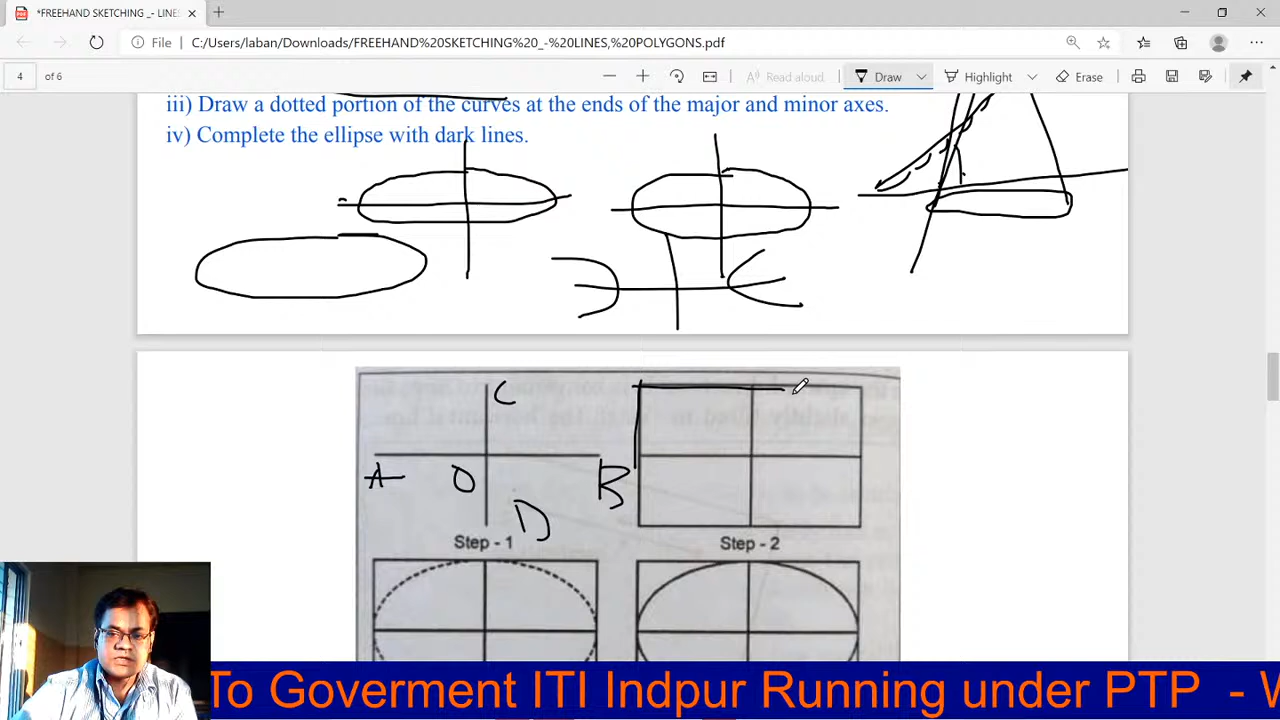 *FREEHAND SKETCHING _- LINES
File C:/Users/laban/Downloads/FREEHAND%20SKETCHING%20_-%20LINES,%20POLYGONS.pdf
4 of 6 Read aloud Draw Highlight Erase
iii) Draw a dotted portion of the curves at the ends of the major and minor axes.
iv) Complete the ellipse with dark lines.
C
A O B
D
Step - 1 Step - 2
To Goverment ITI Indpur Running under PTP - W